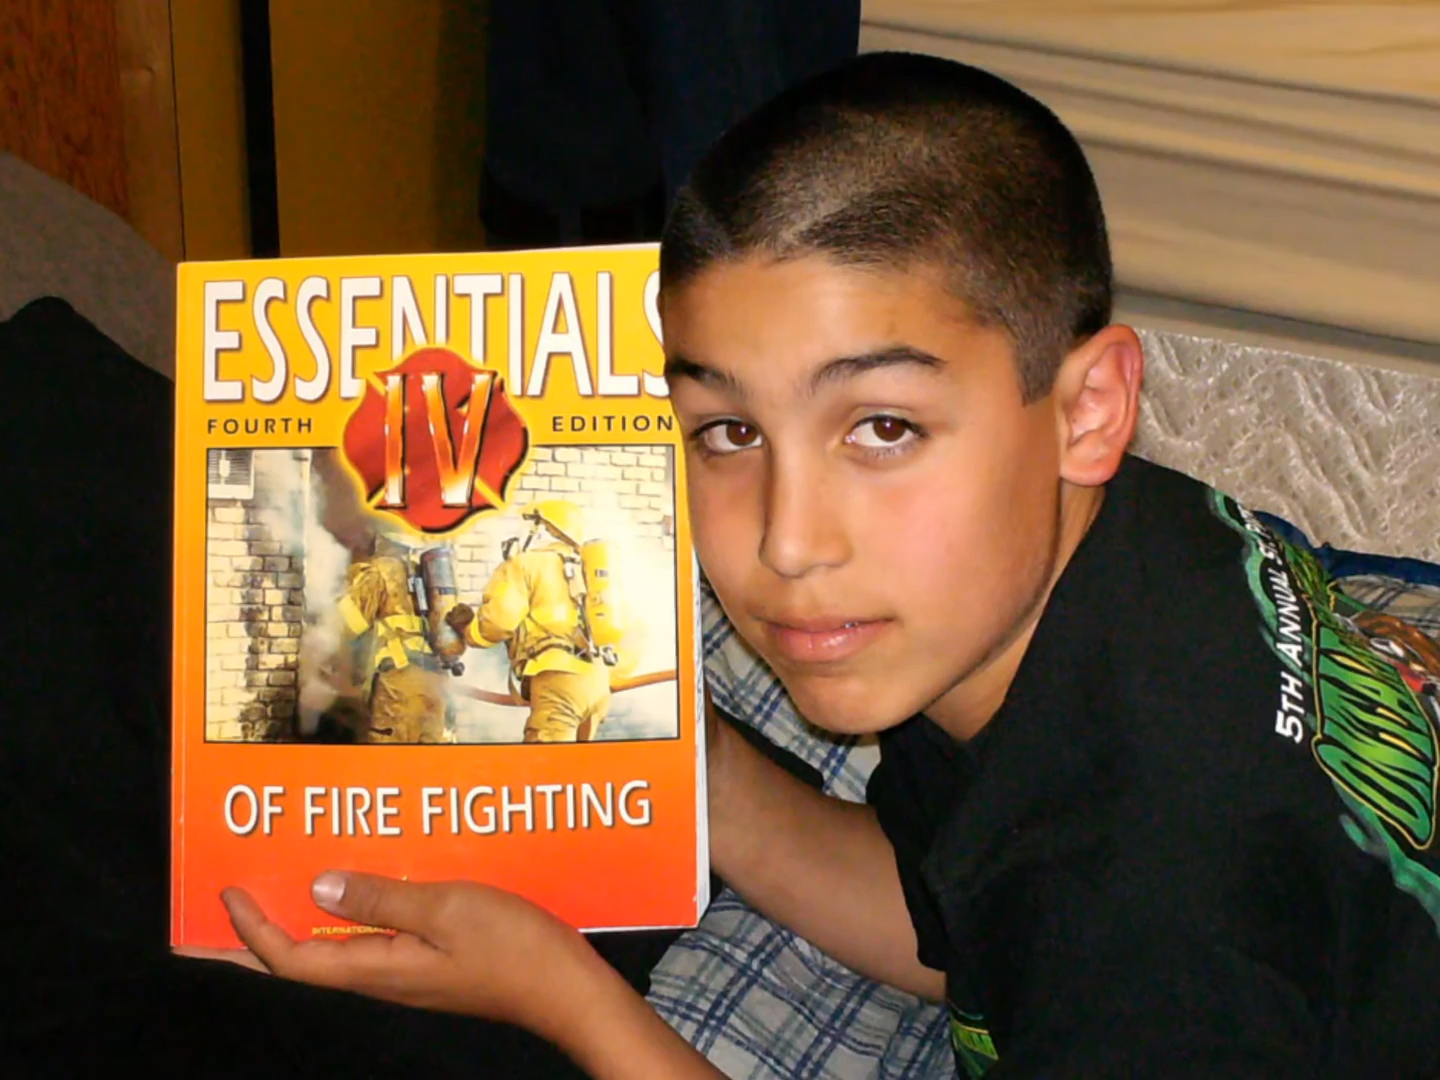 ESSENTIALS
IV
FOURTH EDITION
OF FIRE FIGHTING
5TH ANNUAL